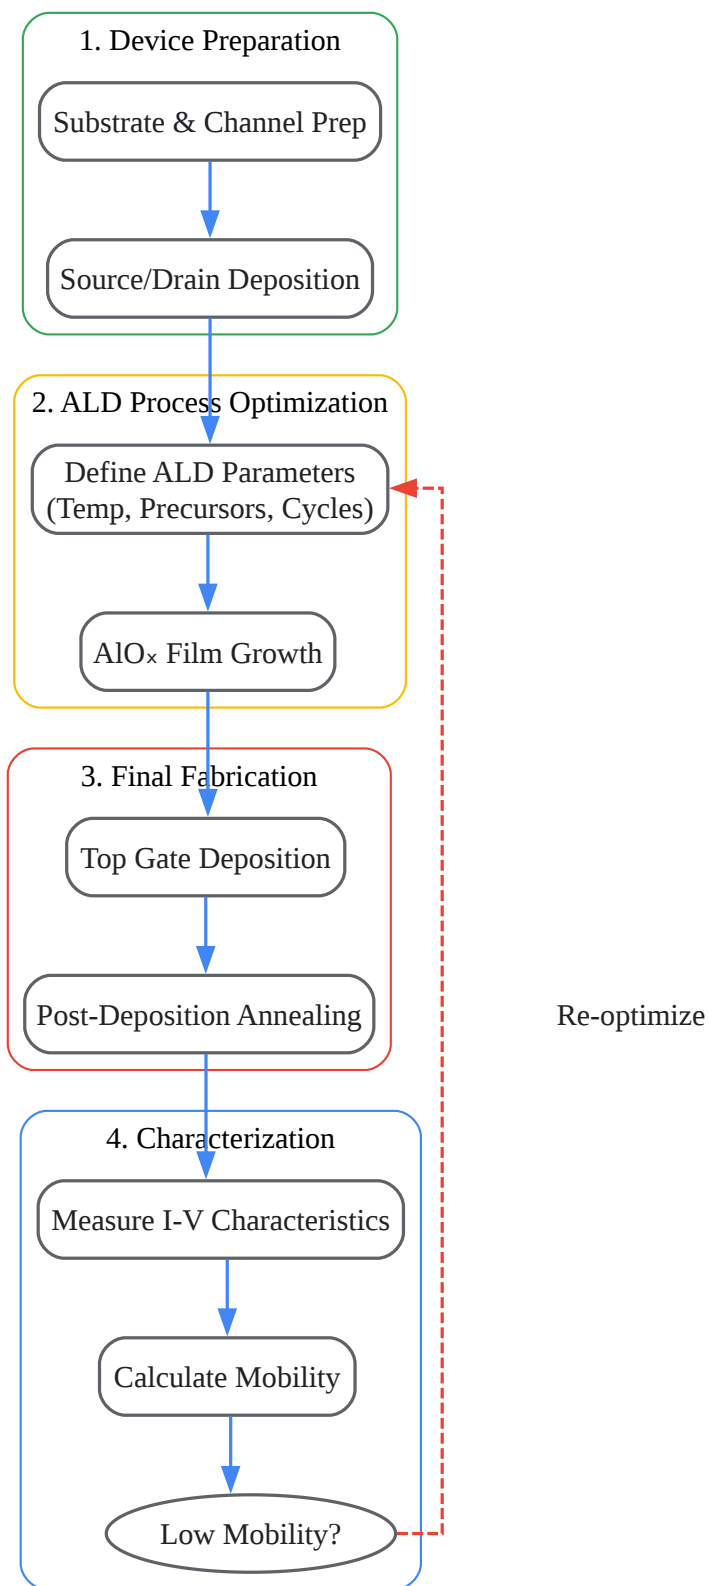 1. Device Preparation
Substrate & Channel Prep
Source/Drain Deposition
2. ALD Process Optimization
Define ALD Parameters
(Temp, Precursors, Cycles)
AlOₓ Film Growth
3. Final Fabrication
Top Gate Deposition
Post-Deposition Annealing
Re-optimize
4. Characterization
Measure I-V Characteristics
Calculate Mobility
Low Mobility?